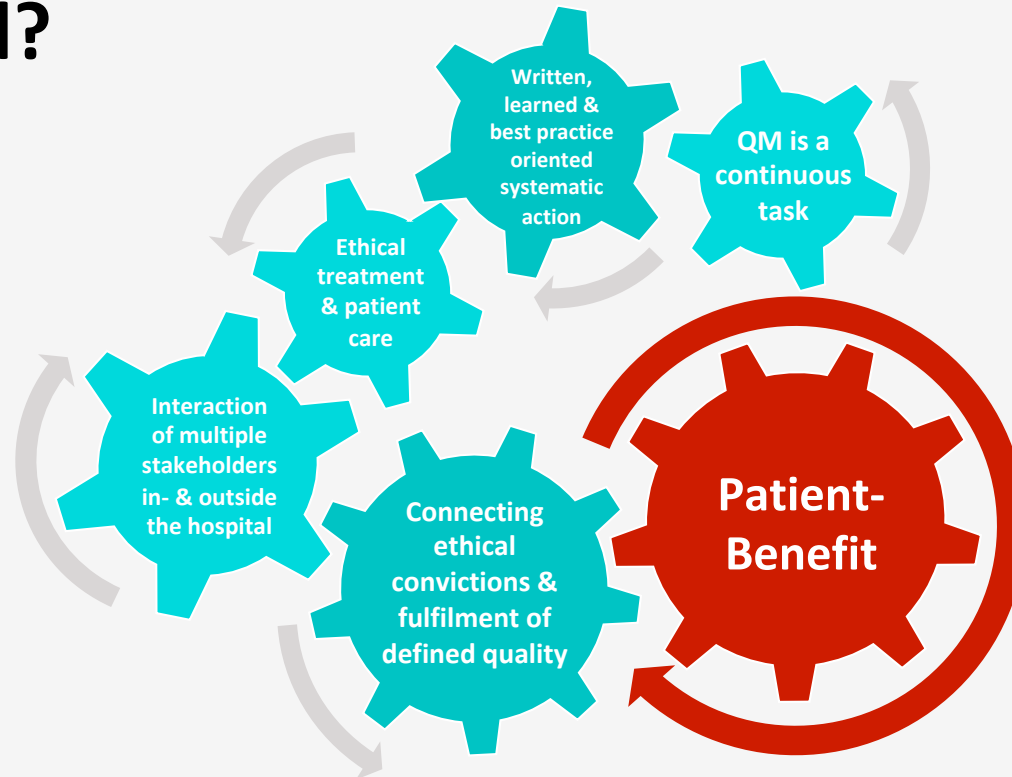 Written,
learned &
best practice
oriented
systematic
action
QM is a
continuous
task
Ethical
treatment
& patient
care
Interaction
of multiple
stakeholders
in- & outside
the hospital
Connecting
ethical
convictions &
fulfilment of
defined quality
Patient-
Benefit